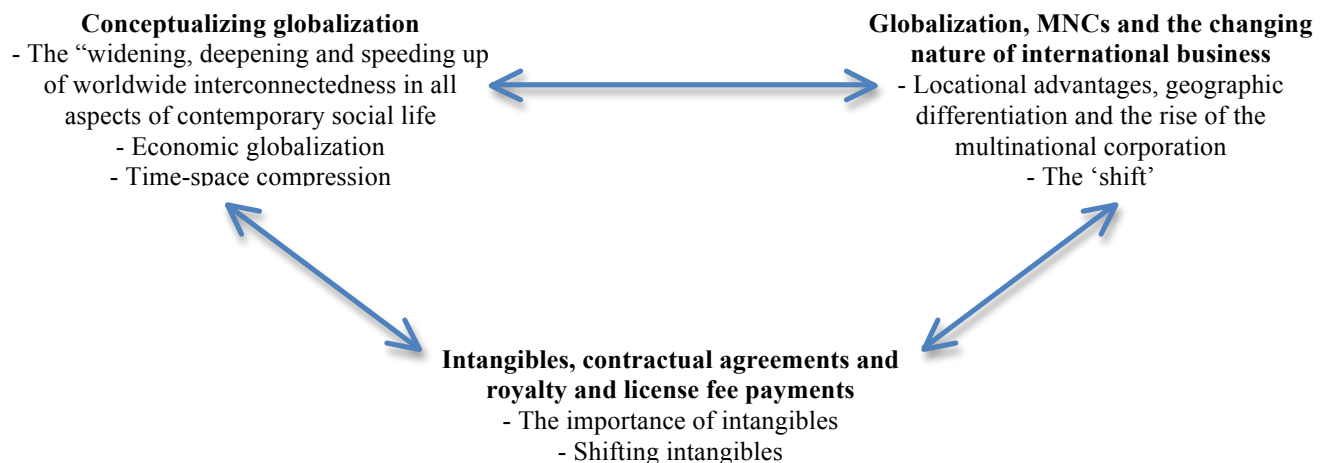 Conceptualizing globalization
- The “widening, deepening and speeding up
of worldwide interconnectedness in all
aspects of contemporary social life
- Economic globalization
- Time-space compression
Globalization, MNCs and the changing
nature of international business
- Locational advantages, geographic
differentiation and the rise of the
multinational corporation
- The ‘shift’
Intangibles, contractual agreements and
royalty and license fee payments
- The importance of intangibles
- Shifting intangibles